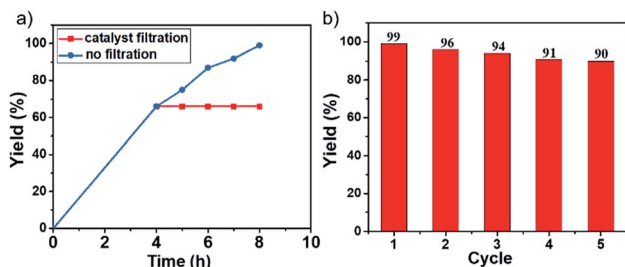 a)
catalyst filtration
no filtration
Yield (%)
100
80
60
40
20
0
0 2 4 6 8 10
Time (h)
b)
Yield (%)
100
80
60
40
20
0
99 96 94 91 90
1 2 3 4 5
Cycle